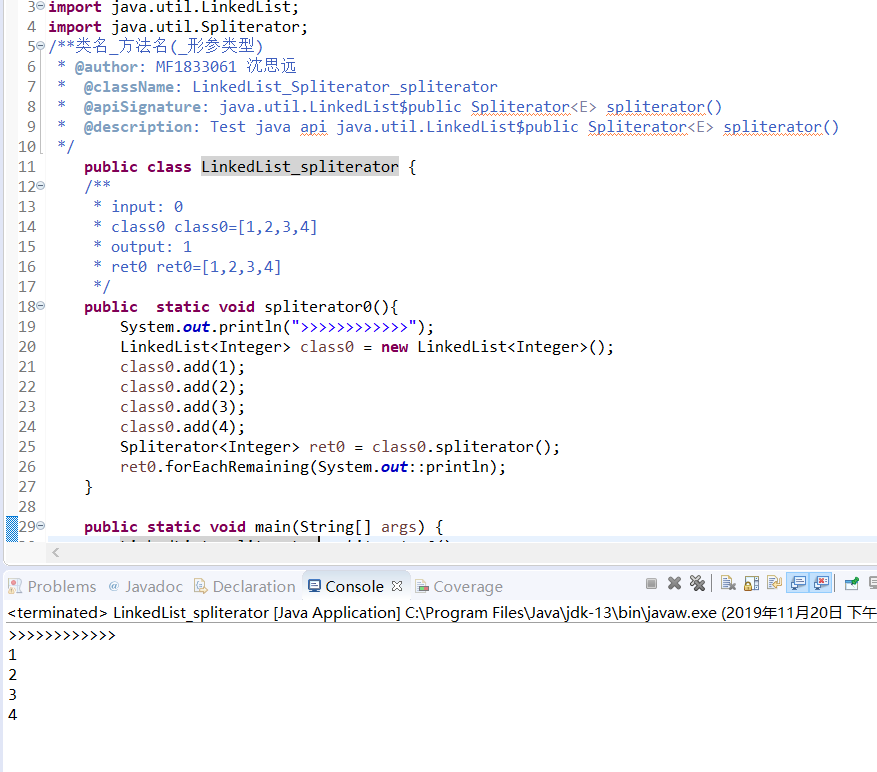 3 import java.util.LinkedList;
4 import java.util.Spliterator;
5 /**类名_方法名(_形参类型)
6 * @author: MF1833061 沈思远
7 * @className: LinkedList_Spliterator_spliterator
8 * @apiSignature: java.util.LinkedList$public Spliterator<E> spliterator()
9 * @description: Test java api java.util.LinkedList$public Spliterator<E> spliterator()
10 */
11 public class LinkedList_spliterator {
12 /**
13 * input: 0
14 * class0 class0=[1,2,3,4]
15 * output: 1
16 * ret0 ret0=[1,2,3,4]
17 */
18 public  static void spliterator0(){
19 System.out.println(">>>>>>>>>>>>");
20 LinkedList<Integer> class0 = new LinkedList<Integer>();
21 class0.add(1);
22 class0.add(2);
23 class0.add(3);
24 class0.add(4);
25 Spliterator<Integer> ret0 = class0.spliterator();
26 ret0.forEachRemaining(System.out::println);
27 }
28
29 public static void main(String[] args) {
Problems @ Javadoc Declaration Console Coverage
<terminated> LinkedList_spliterator [Java Application] C:\Program Files\Java\jdk-13\bin\javaw.exe (2019年11月20日 下午
>>>>>>>>>>>>
1
2
3
4